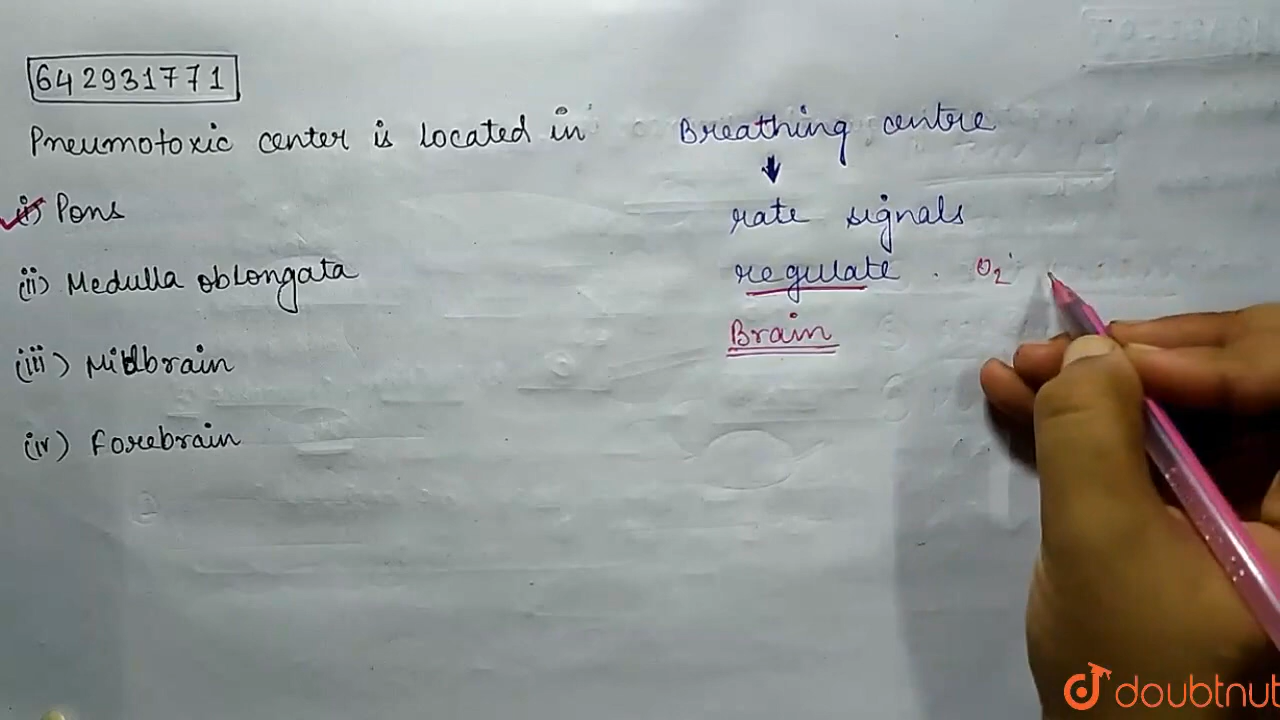 642931771
Pneumotoxic center is located in
(i) Pons
(ii) Medulla oblongata
(iii) Midbrain
(iv) Forebrain
Breathing centre
rate signals
regulate . O2
Brain
doubtnut